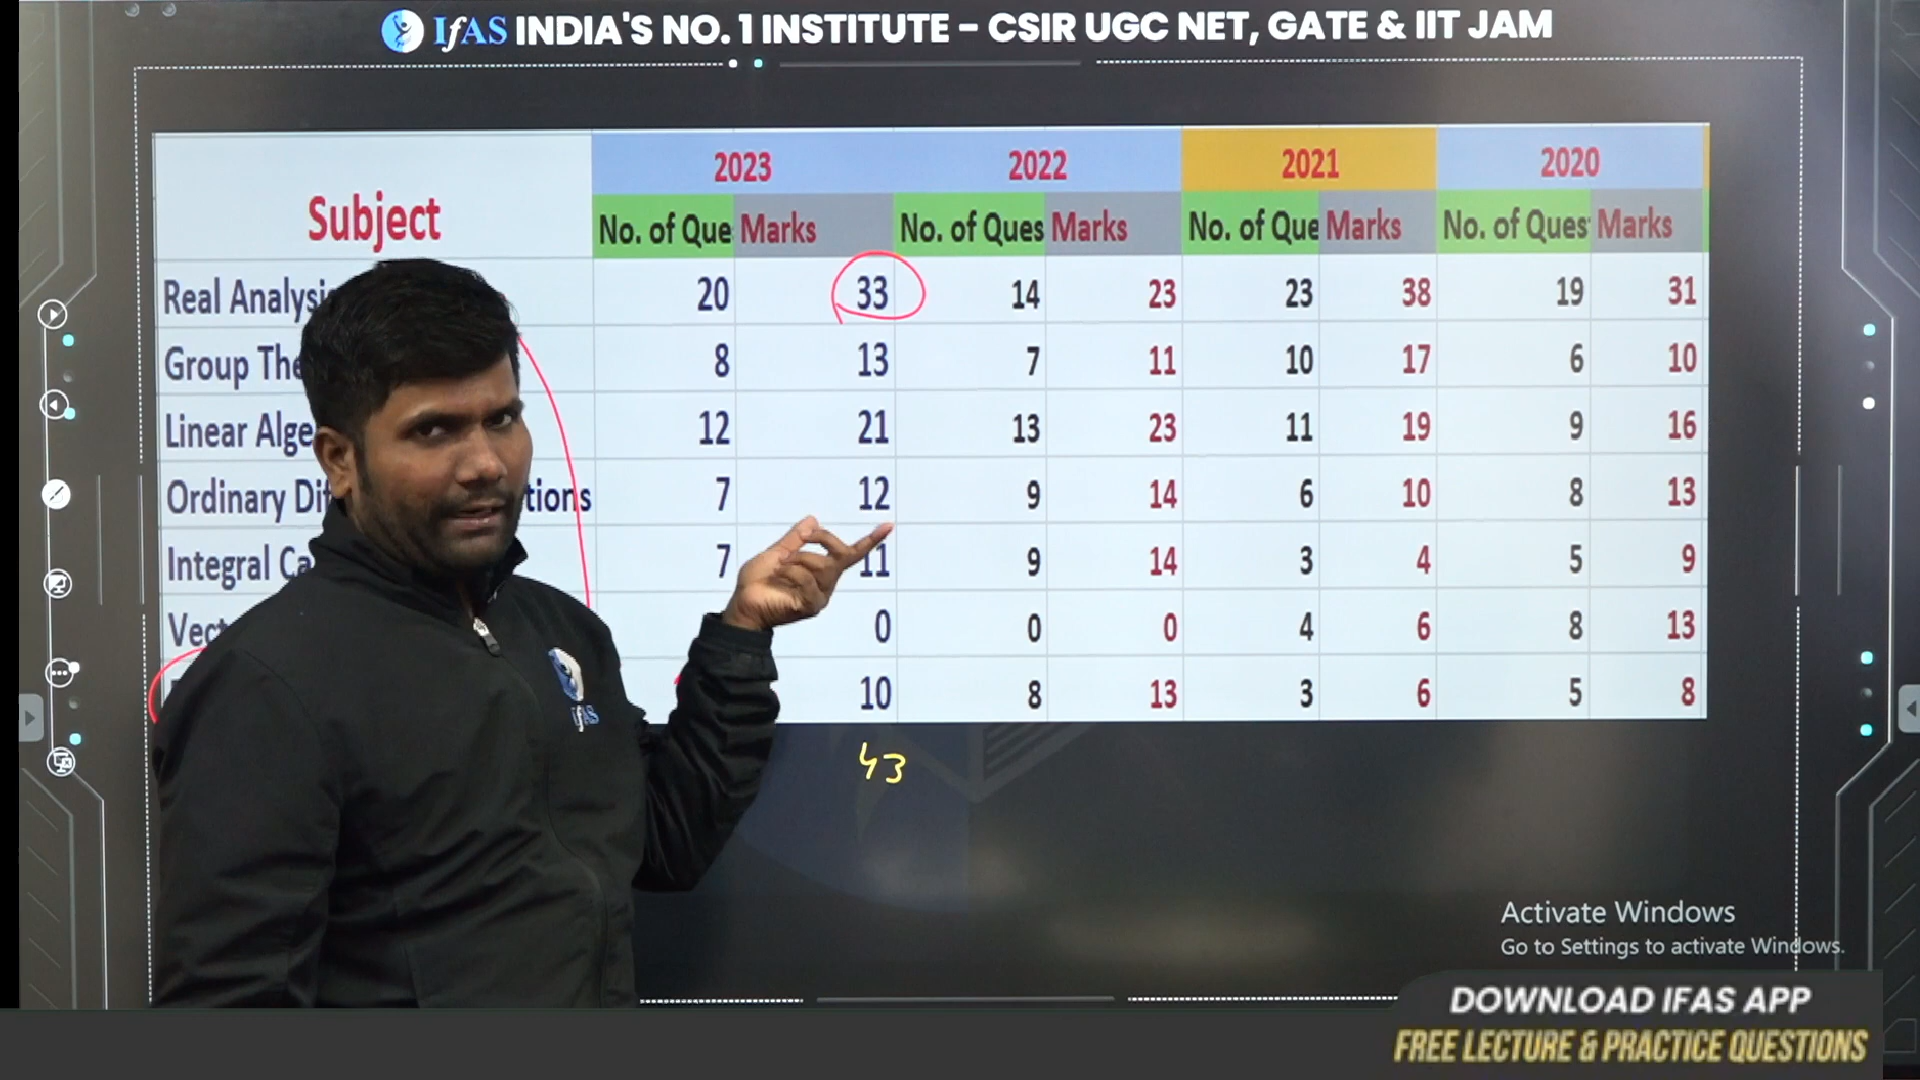 IfAS INDIA'S NO. 1 INSTITUTE – CSIR UGC NET, GATE & IIT JAM
Subject 2023 2022 2021 2020
No. of Que Marks No. of Ques Marks No. of Que Marks No. of Ques Marks
Real Analysi 20 33 14 23 23 38 19 31
Group The 8 13 7 11 10 17 6 10
Linear Alge 12 21 13 23 11 19 9 16
Ordinary Dif tions 7 12 9 14 6 10 8 13
Integral Ca 7 11 9 14 3 4 5 9
Vect 0 0 0 4 6 8 13
10 8 13 3 6 5 8
43
IfAS
Activate Windows
Go to Settings to activate Windows.
DOWNLOAD IFAS APP
FREE LECTURE & PRACTICE QUESTIONS